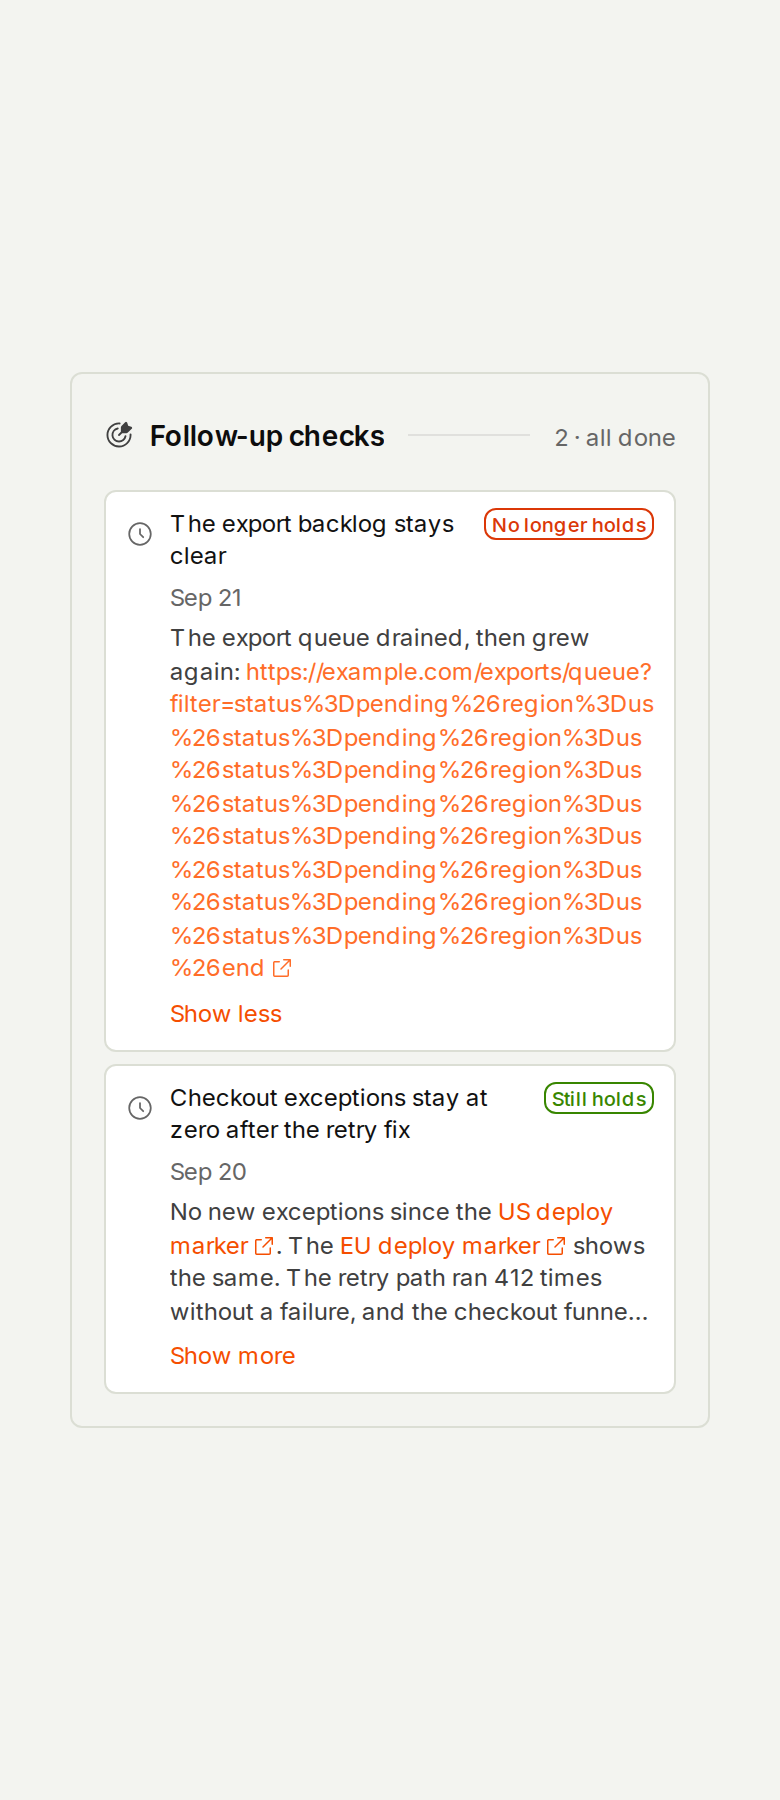 Follow-up checks
2 · all done
The export backlog stays
clear
No longer holds
Sep 21
The export queue drained, then grew
again: https://example.com/exports/queue?
filter=status%3Dpending%26region%3Dus
%26status%3Dpending%26region%3Dus
%26status%3Dpending%26region%3Dus
%26status%3Dpending%26region%3Dus
%26status%3Dpending%26region%3Dus
%26status%3Dpending%26region%3Dus
%26status%3Dpending%26region%3Dus
%26status%3Dpending%26region%3Dus
%26end
Show less
Checkout exceptions stay at
zero after the retry fix
Still holds
Sep 20
No new exceptions since the US deploy
marker. The EU deploy marker shows
the same. The retry path ran 412 times
without a failure, and the checkout funne...
Show more